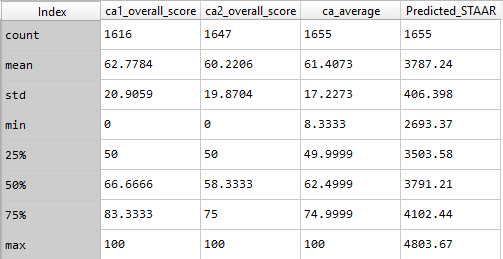 Index ca1_overall_score ca2_overall_score ca_average Predicted_STAAR
count 1616 1647 1655 1655
mean 62.7784 60.2206 61.4073 3787.24
std 20.9059 19.8704 17.2273 406.398
min 0 0 8.3333 2693.37
25% 50 50 49.9999 3503.58
50% 66.6666 58.3333 62.4999 3791.21
75% 83.3333 75 74.9999 4102.44
max 100 100 100 4803.67